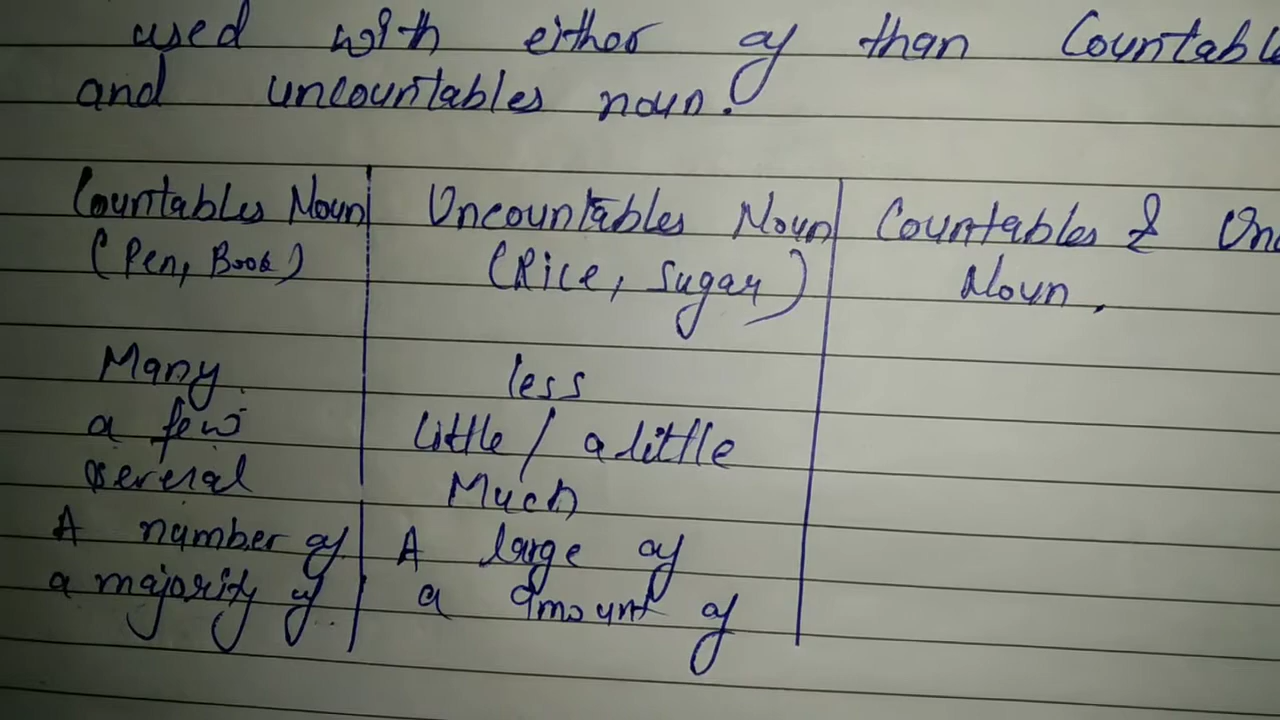 used with either of than Countable
and uncountables noun.
Countables Noun Uncountables Noun Countables & Un
(Pen, Book) (Rice, Sugar) Noun.
Many less
a few little / a little
severeal Much
A number of A large of
a majority of a amount of